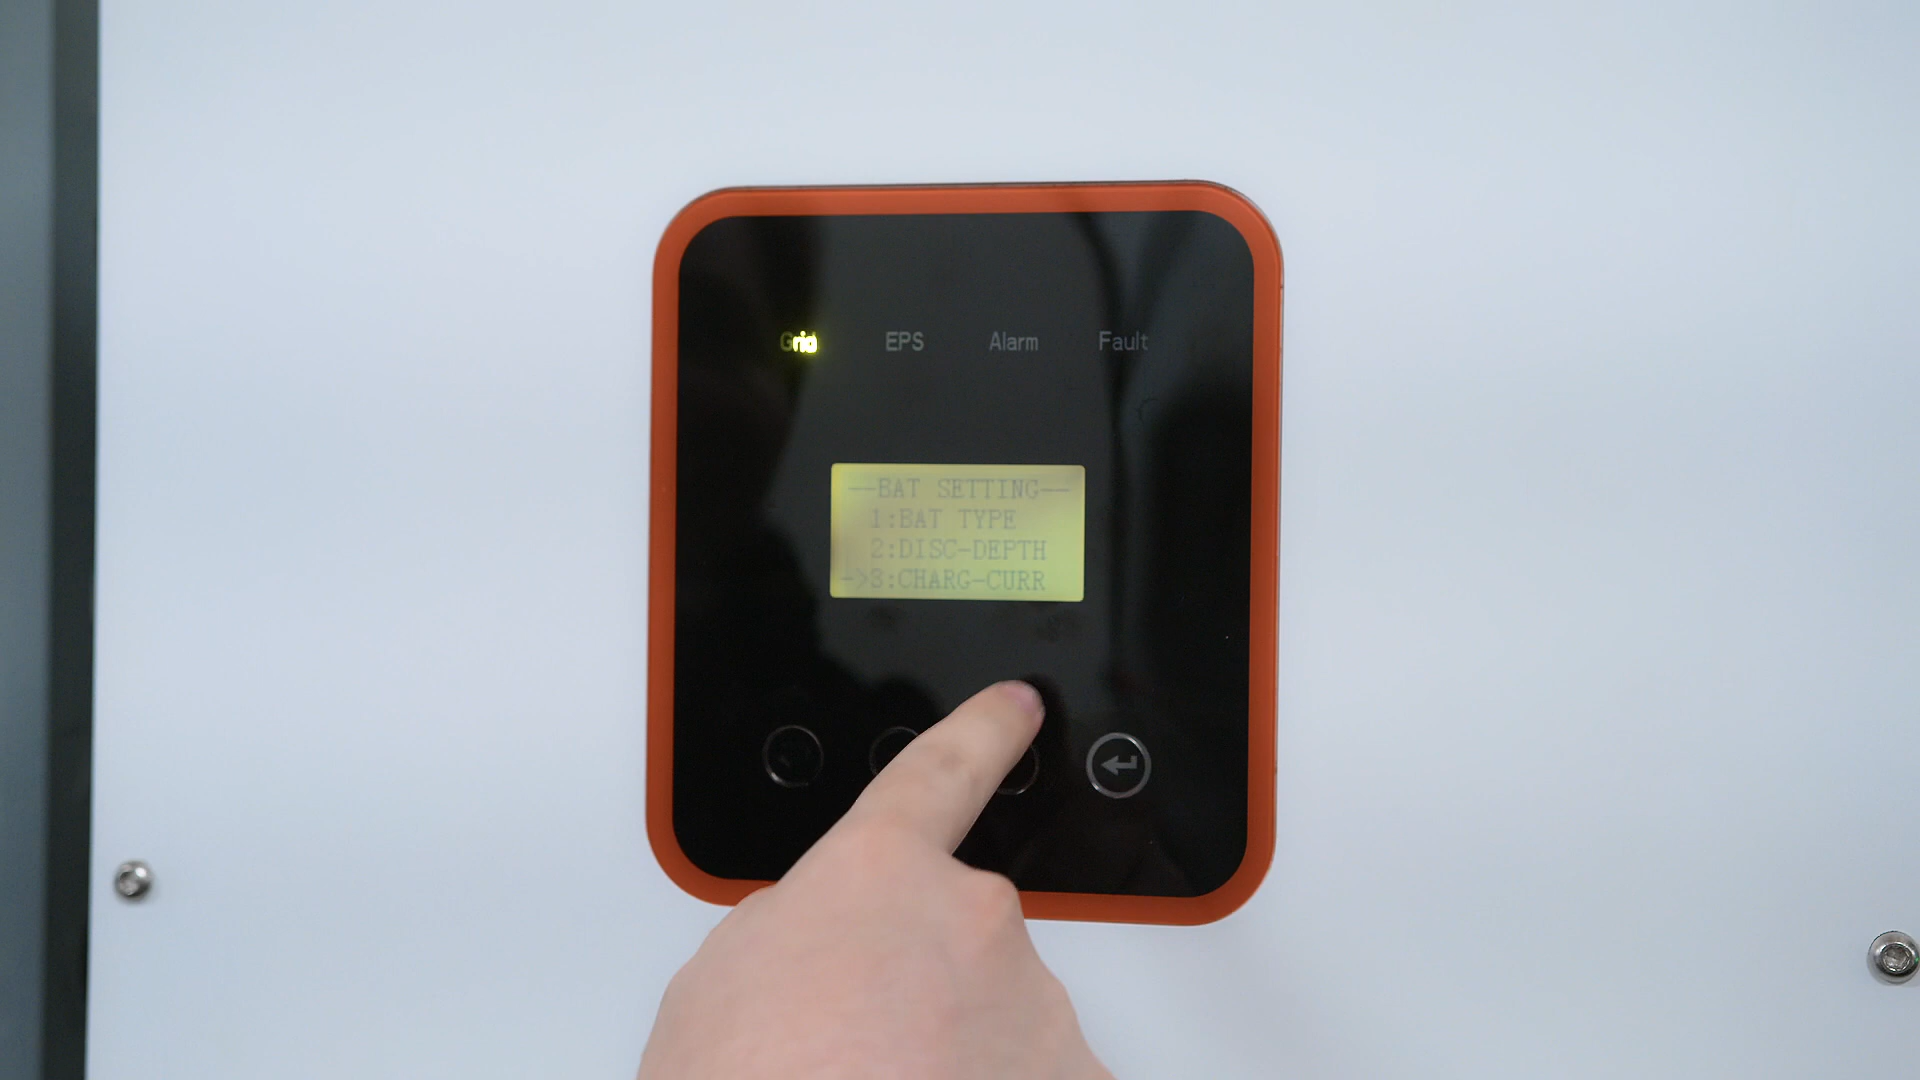 Grid EPS Alarm Fault
--BAT SETTING--
1:BAT TYPE
2:DISC-DEPTH
->3:CHARG-CURR